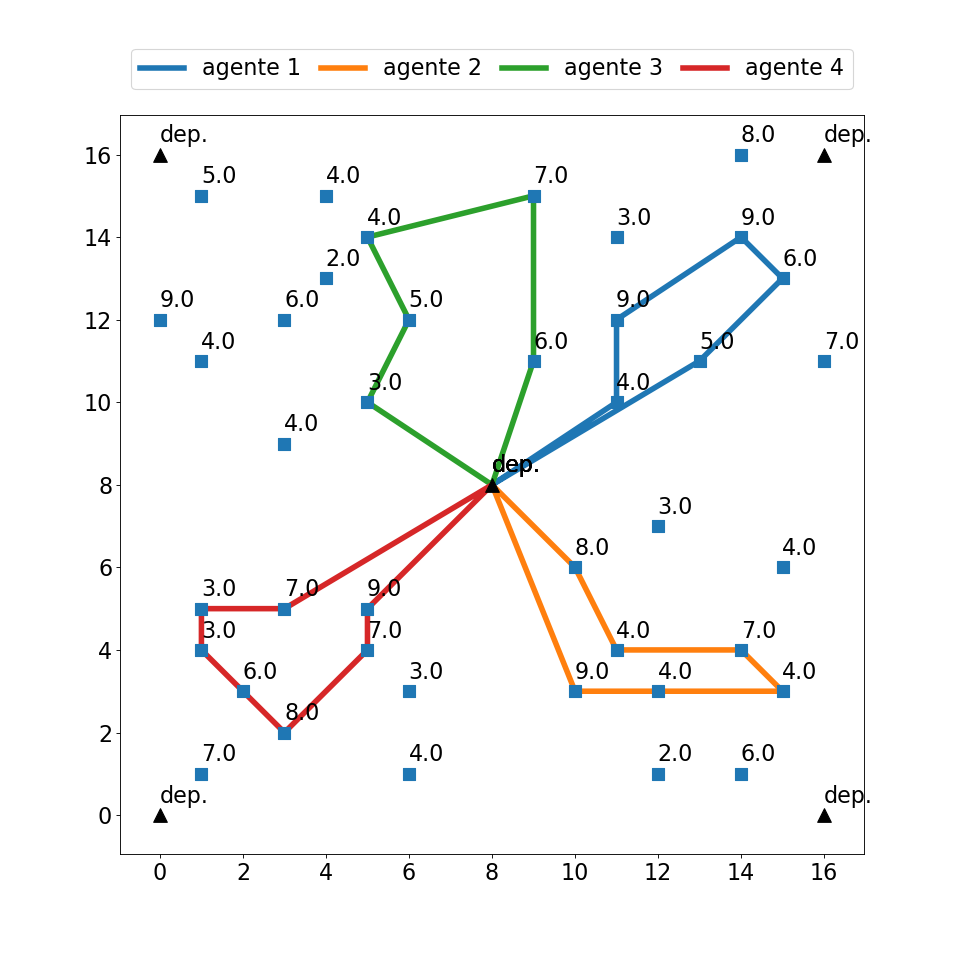 agente 1 agente 2 agente 3 agente 4
dep. 8.0 dep.
16
5.0 4.0 7.0
4.0 3.0 9.0
14
2.0 6.0
9.0 6.0 5.0 9.0
12
4.0 6.0 5.0 7.0
3.0 4.0
10
4.0
dep. dep.
8
3.0
8.0 4.0
6
3.0 7.0 9.0
3.0 7.0 4.0 7.0
4
6.0 3.0 9.0 4.0 4.0
8.0
2
7.0 4.0 2.0 6.0
dep. dep.
0
0 2 4 6 8 10 12 14 16